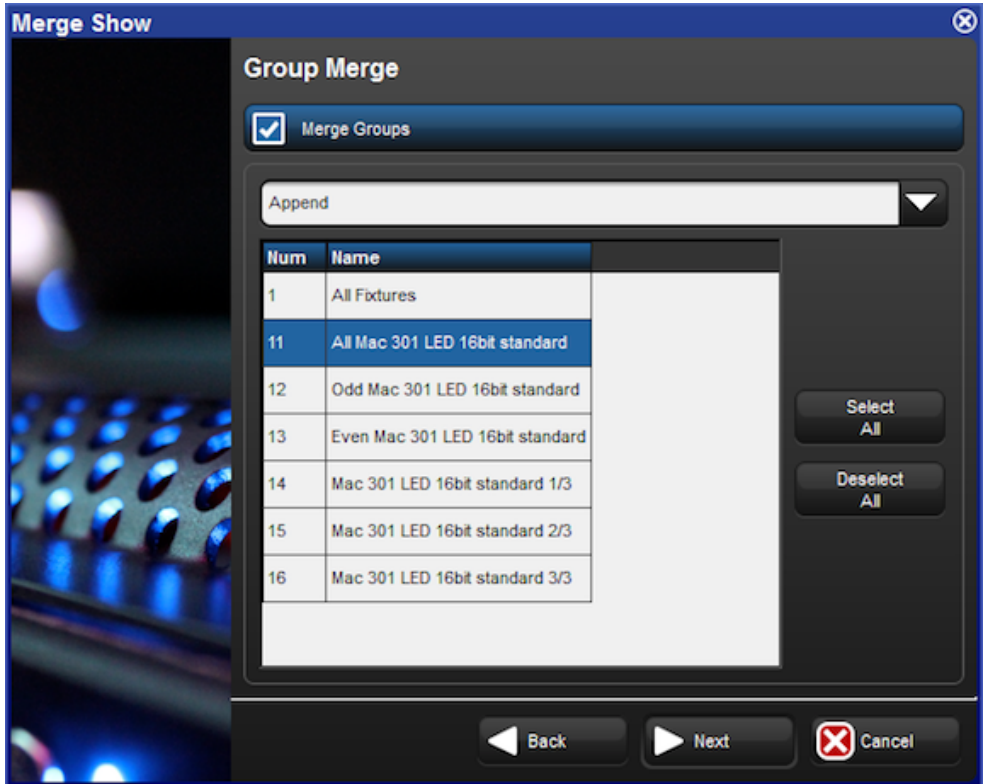 Merge Show
Group Merge
Merge Groups
Append
Num Name
1 All Fixtures
11 All Mac 301 LED 16bit standard
12 Odd Mac 301 LED 16bit standard
13 Even Mac 301 LED 16bit standard
14 Mac 301 LED 16bit standard 1/3
15 Mac 301 LED 16bit standard 2/3
16 Mac 301 LED 16bit standard 3/3
Select
All
Deselect
All
Back Next Cancel